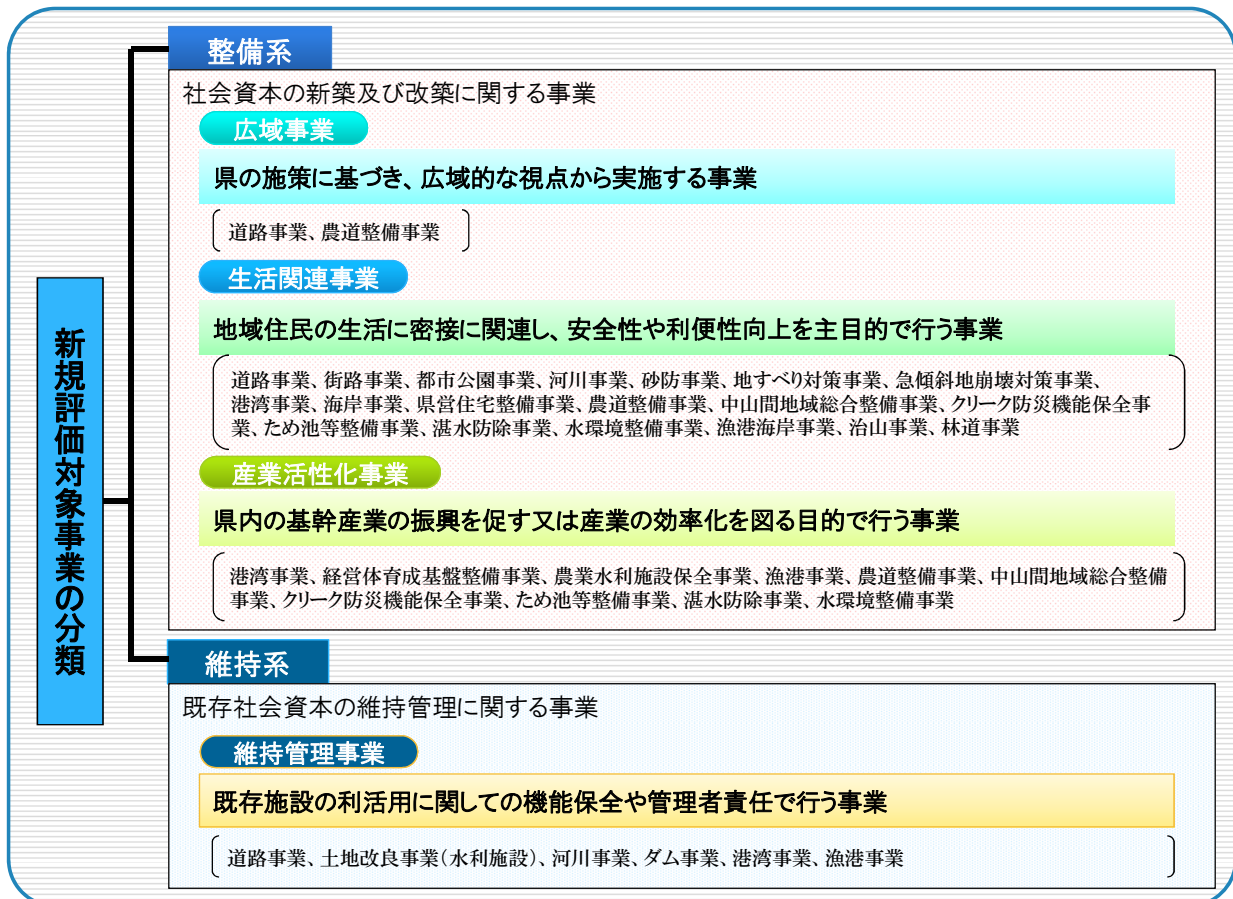 整備系
社会資本の新築及び改築に関する事業
広域事業
県の施策に基づき、広域的な視点から実施する事業
道路事業、農道整備事業
生活関連事業
地域住民の生活に密接に関連し、安全性や利便性向上を主目的で行う事業
道路事業、街路事業、都市公園事業、河川事業、砂防事業、地すべり対策事業、急傾斜地崩壊対策事業、
港湾事業、海岸事業、県営住宅整備事業、農道整備事業、中山間地域総合整備事業、クリーク防災機能保全事
業、ため池等整備事業、湛水防除事業、水環境整備事業、漁港海岸事業、治山事業、林道事業
産業活性化事業
県内の基幹産業の振興を促す又は産業の効率化を図る目的で行う事業
港湾事業、経営体育成基盤整備事業、農業水利施設保全事業、漁港事業、農道整備事業、中山間地域総合整備
事業、クリーク防災機能保全事業、ため池等整備事業、湛水防除事業、水環境整備事業
新規評価対象事業の分類
維持系
既存社会資本の維持管理に関する事業
維持管理事業
既存施設の利活用に関しての機能保全や管理者責任で行う事業
道路事業、土地改良事業（水利施設）、河川事業、ダム事業、港湾事業、漁港事業